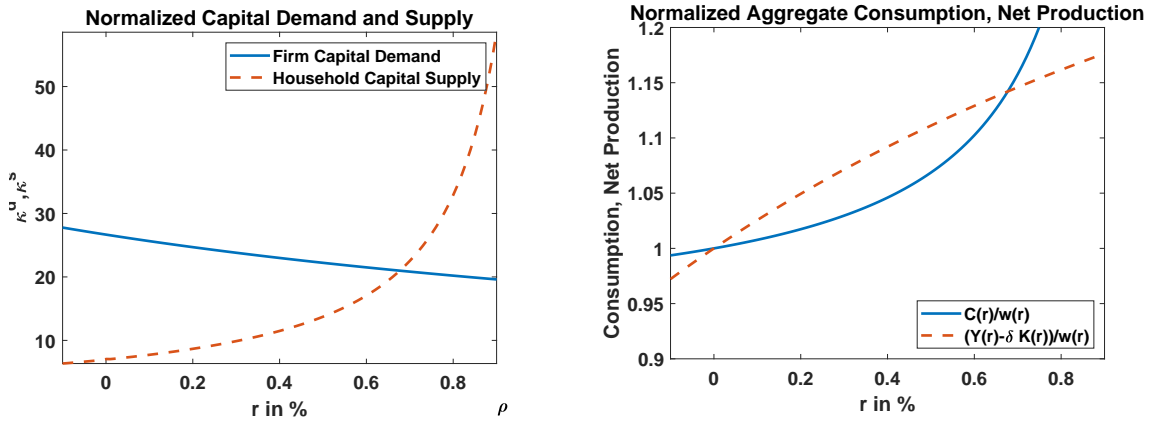 Normalized Capital Demand and Supply
Firm Capital Demand
Household Capital Supply
50
40
30
20
10
κᵈ,κˢ
0
0.2
0.4
0.6
0.8
r in %
ρ
Normalized Aggregate Consumption, Net Production
1.2
1.15
1.1
1.05
1
0.95
0.9
Consumption, Net Production
C(r)/w(r)
(Y(r)-δ K(r))/w(r)
0
0.2
0.4
0.6
0.8
r in %